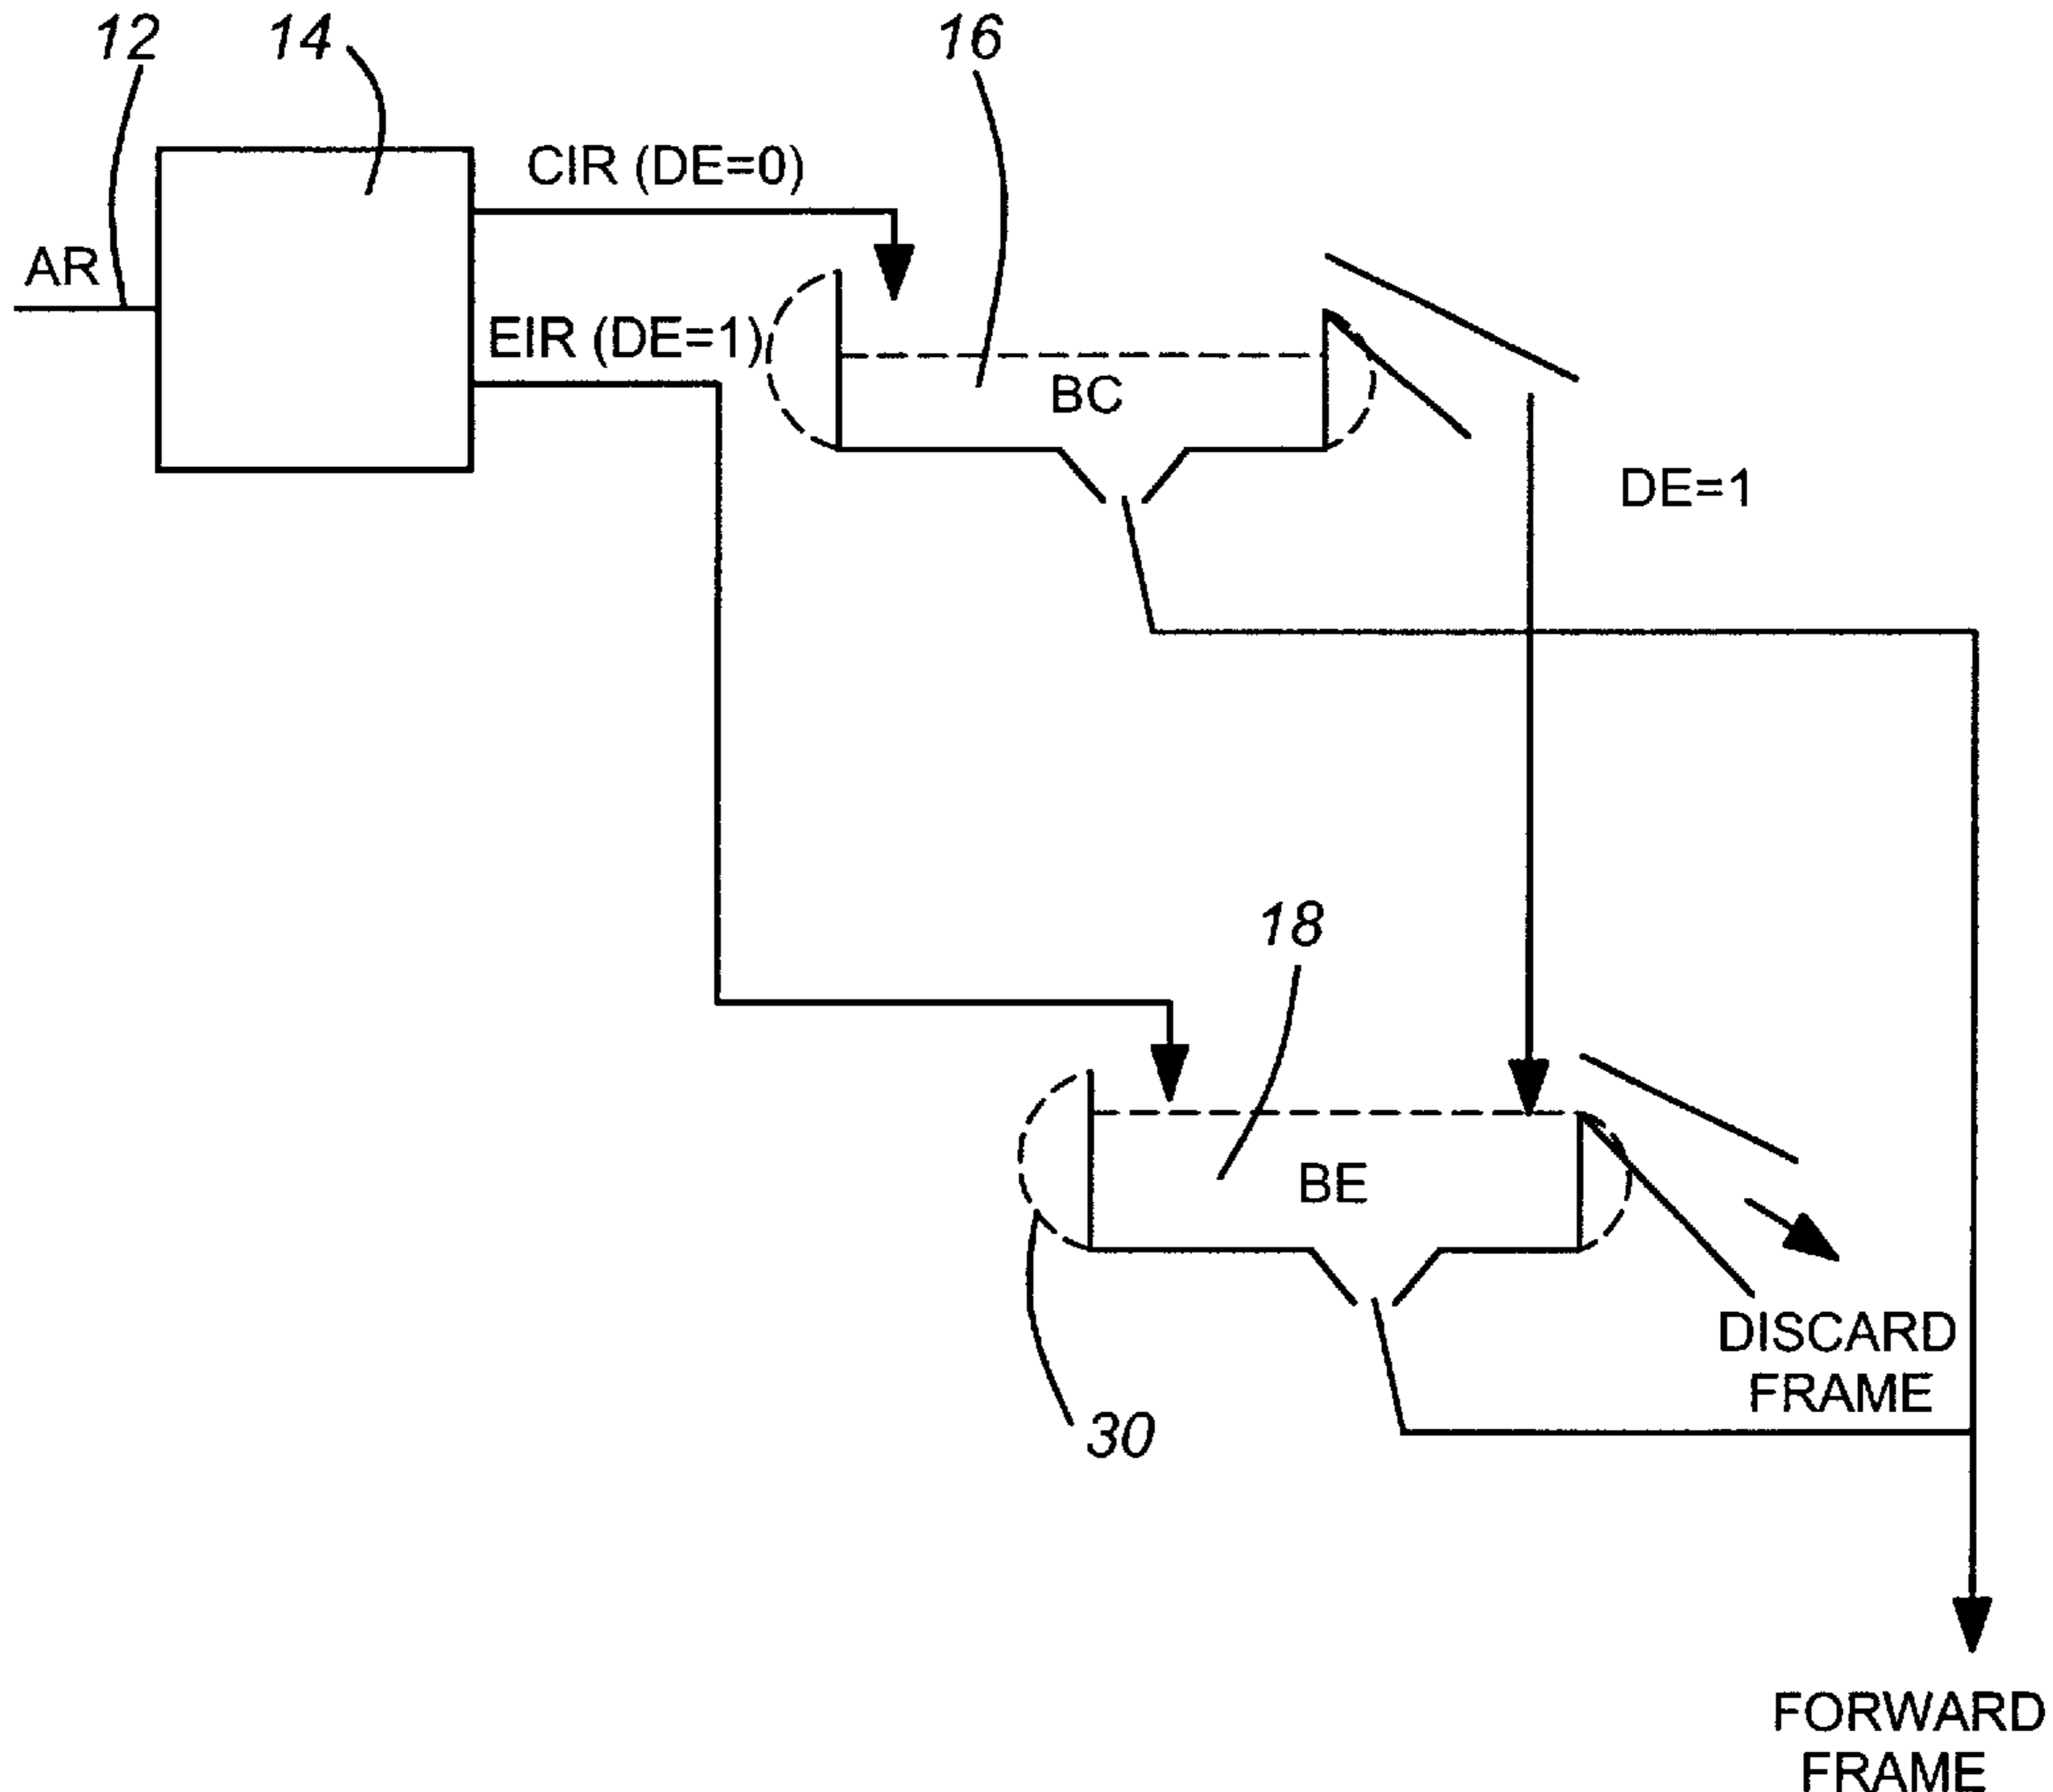 12
14
16
CIR (DE=0)
AR
EIR (DE=1)
BC
DE=1
18
BE
DISCARD
FRAME
30
FORWARD
FRAME